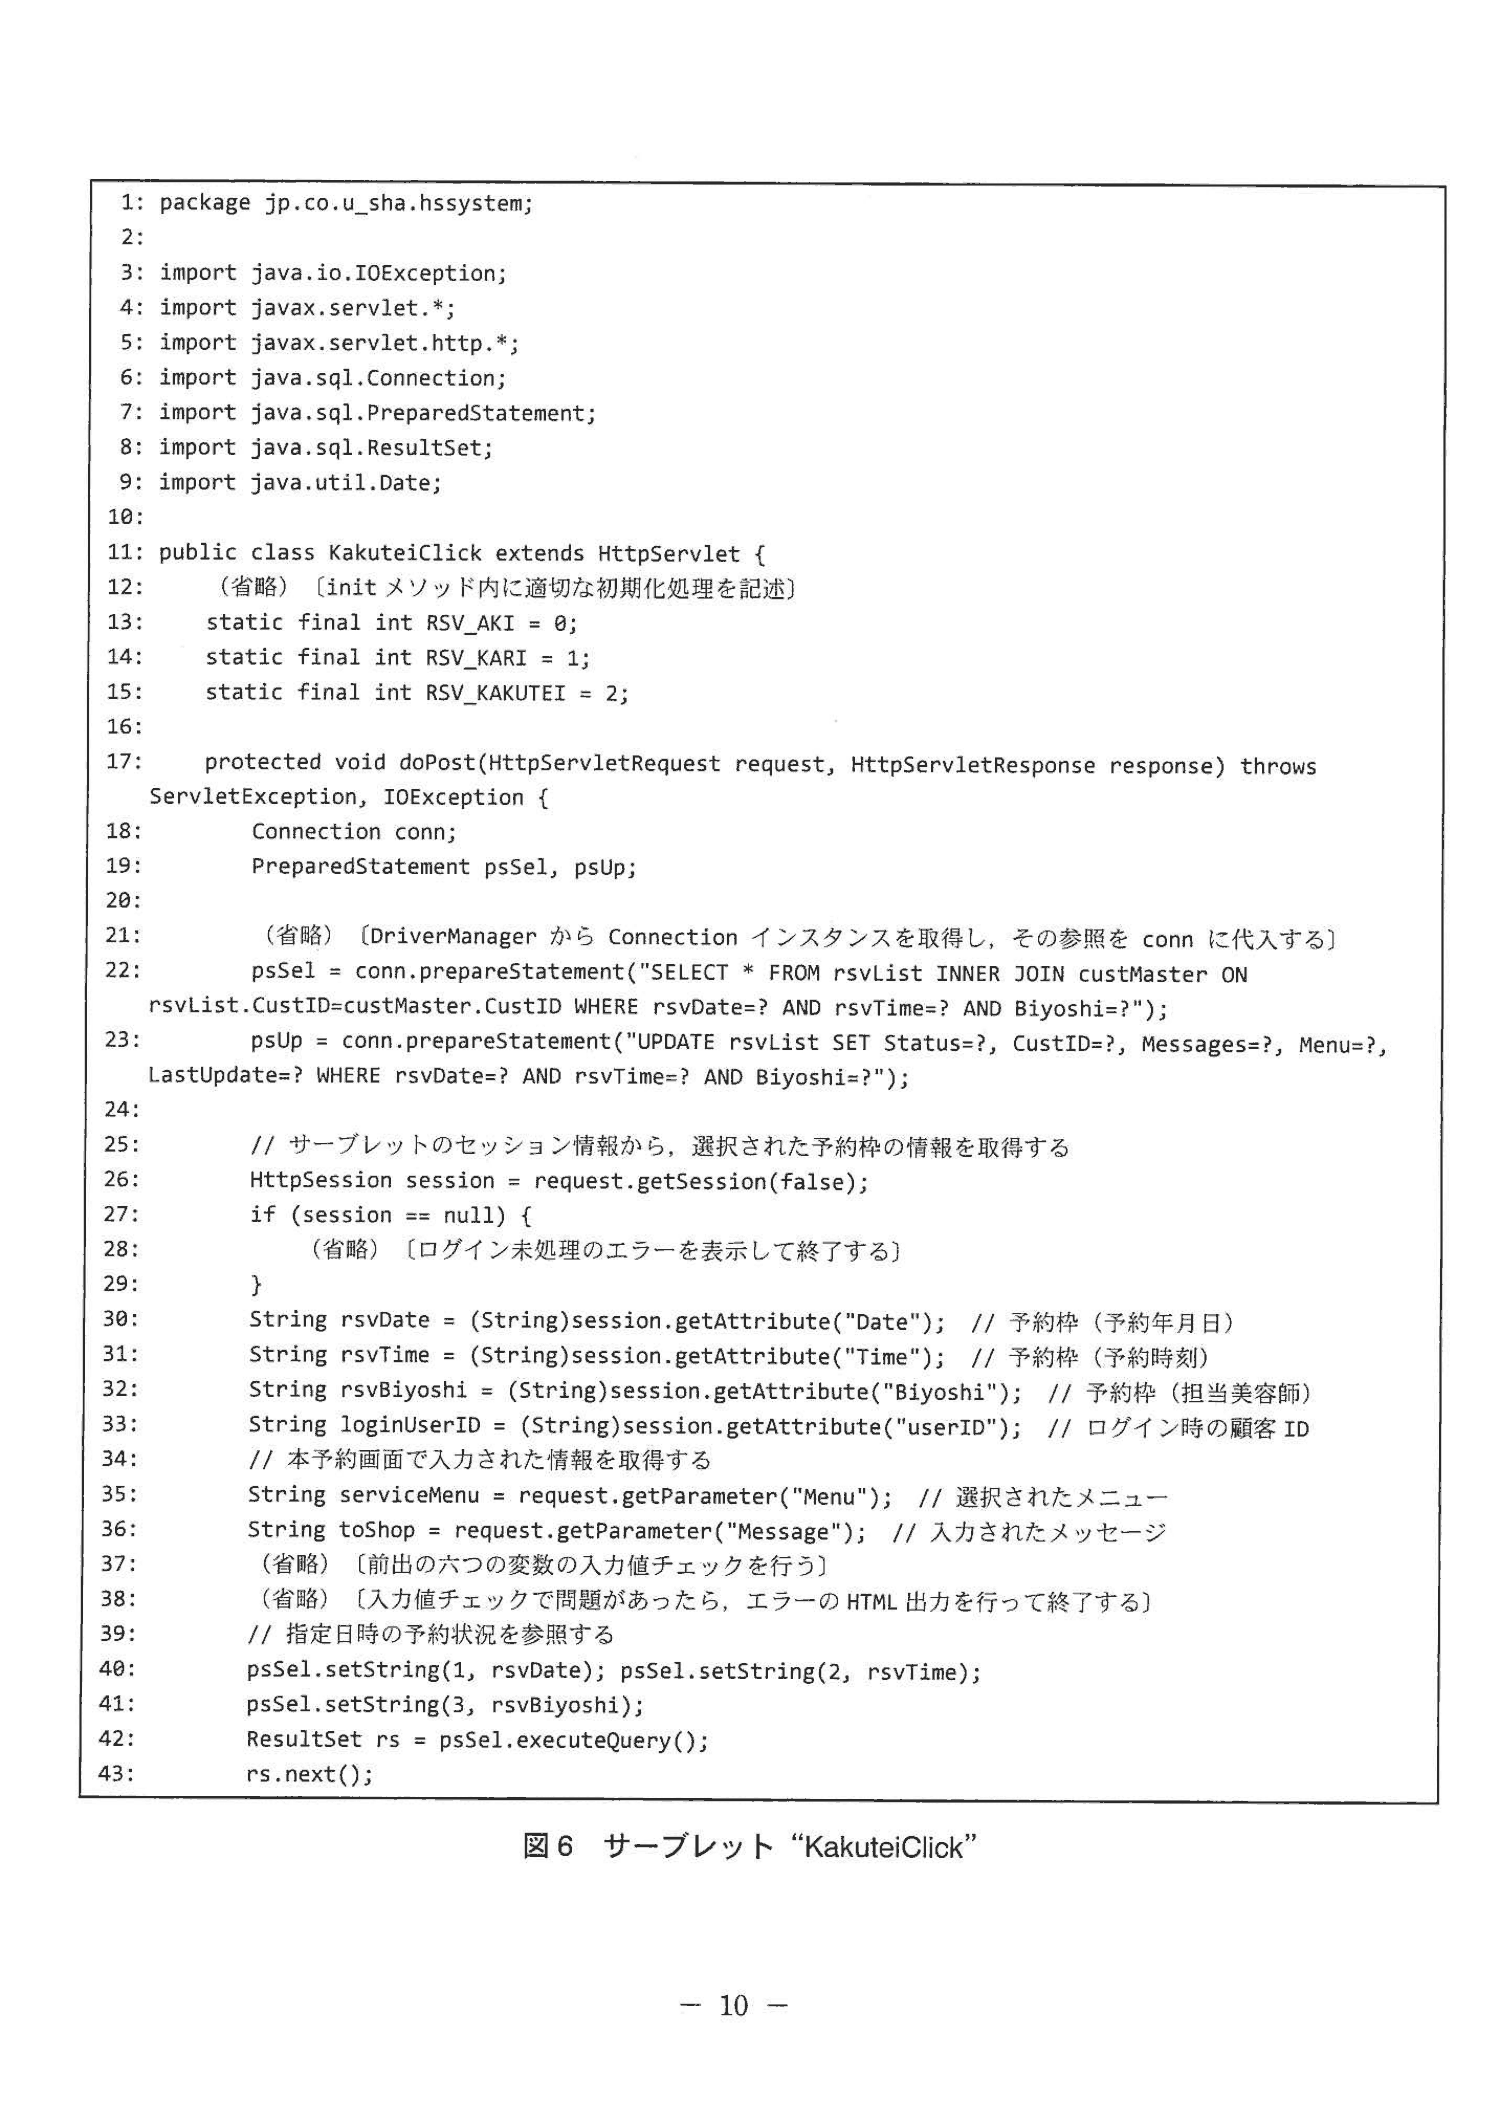 1: package jp.co.u_sha.hssystem;
2:
3: import java.io.IOException;
4: import javax.servlet.*;
5: import javax.servlet.http.*;
6: import java.sql.Connection;
7: import java.sql.PreparedStatement;
8: import java.sql.ResultSet;
9: import java.util.Date;
10:
11: public class KakuteiClick extends HttpServlet {
12: （省略）〔init メソッド内に適切な初期化処理を記述〕
13: static final int RSV_AKI = 0;
14: static final int RSV_KARI = 1;
15: static final int RSV_KAKUTEI = 2;
16:
17: protected void doPost(HttpServletRequest request, HttpServletResponse response) throws
ServletException, IOException {
18: Connection conn;
19: PreparedStatement psSel, psUp;
20:
21: （省略）〔DriverManager から Connection インスタンスを取得し，その参照を conn に代入する〕
22: psSel = conn.prepareStatement("SELECT * FROM rsvList INNER JOIN custMaster ON
rsvList.CustID=custMaster.CustID WHERE rsvDate=? AND rsvTime=? AND Biyoshi=?");
23: psUp = conn.prepareStatement("UPDATE rsvList SET Status=?, CustID=?, Messages=?, Menu=?,
LastUpdate=? WHERE rsvDate=? AND rsvTime=? AND Biyoshi=?");
24:
25: // サーブレットのセッション情報から，選択された予約枠の情報を取得する
26: HttpSession session = request.getSession(false);
27: if (session == null) {
28: （省略）〔ログイン未処理のエラーを表示して終了する〕
29: }
30: String rsvDate = (String)session.getAttribute("Date"); // 予約枠（予約年月日）
31: String rsvTime = (String)session.getAttribute("Time"); // 予約枠（予約時刻）
32: String rsvBiyoshi = (String)session.getAttribute("Biyoshi"); // 予約枠（担当美容師）
33: String loginUserID = (String)session.getAttribute("userID"); // ログイン時の顧客 ID
34: // 本予約画面で入力された情報を取得する
35: String serviceMenu = request.getParameter("Menu"); // 選択されたメニュー
36: String toShop = request.getParameter("Message"); // 入力されたメッセージ
37: （省略）〔前出の六つの変数の入力値チェックを行う〕
38: （省略）〔入力値チェックで問題があったら，エラーの HTML 出力を行って終了する〕
39: // 指定日時の予約状況を参照する
40: psSel.setString(1, rsvDate); psSel.setString(2, rsvTime);
41: psSel.setString(3, rsvBiyoshi);
42: ResultSet rs = psSel.executeQuery();
43: rs.next();
図6 サーブレット “KakuteiClick”
－ 10 －